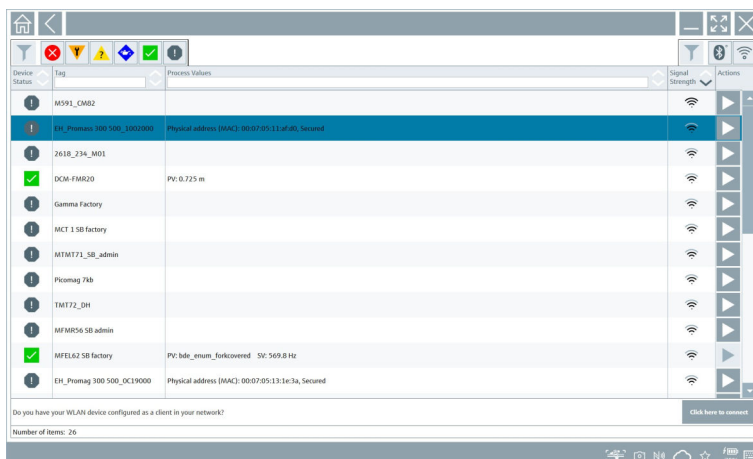 Device Status
Tag
Process Values
Signal Strength
Actions
M591_CM82
EH_Promass 300 500_1002000 Physical address (MAC): 00:07:05:11:af:d0, Secured
2618_234_M01
DCM-FMR20 PV: 0.725 m
Gamma Factory
MCT 1 SB factory
MTMT71_SB_admin
Picomag 7kb
TMT72_DH
MFMR56 SB admin
MFEL62 SB factory PV: bde_enum_forkcovered SV: 569.8 Hz
EH_Promag 300 500_0C19000 Physical address (MAC): 00:07:05:13:1e:3a, Secured
Do you have your WLAN device configured as a client in your network? Click here to connect
Number of items: 26